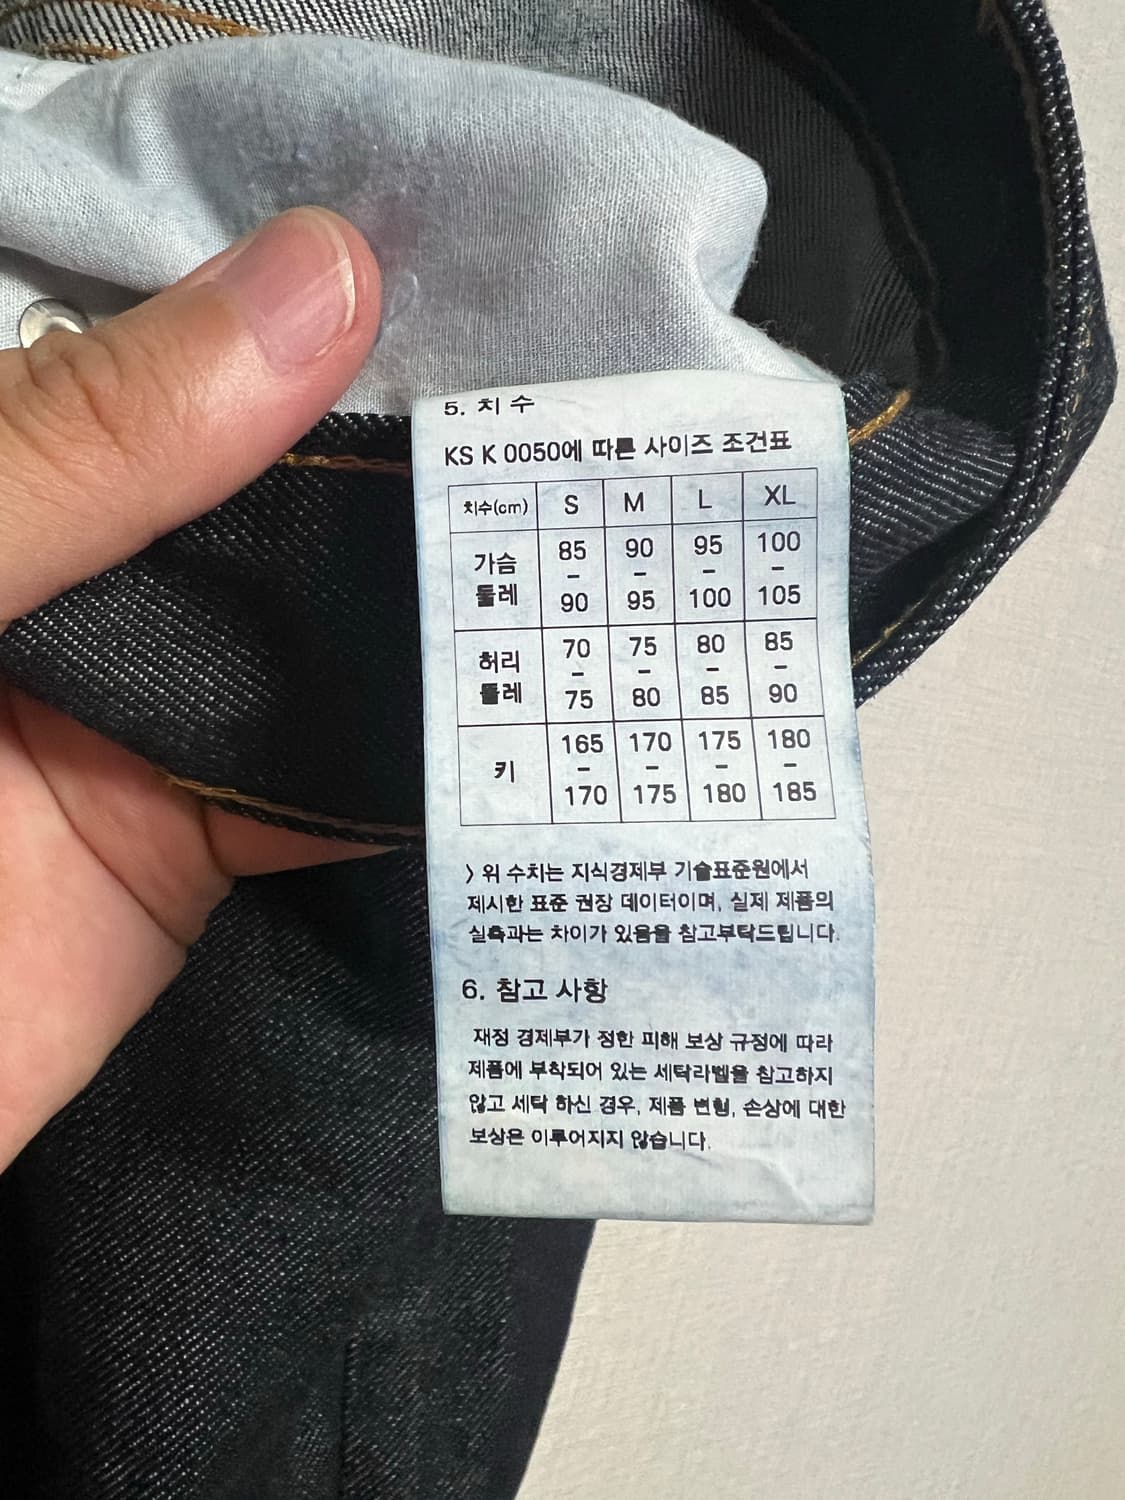 5. 치 수
KS K 0050에 따른 사이즈 조건표
치수(cm) S M L XL
가슴둘레 85-90 90-95 95-100 100-105
허리둘레 70-75 75-80 80-85 85-90
키 165-170 170-175 175-180 180-185
> 위 수치는 지식경제부 기술표준원에서
제시한 표준 권장 데이터이며, 실제 제품의
실측과는 차이가 있음을 참고부탁드립니다.
6. 참고 사항
재정 경제부가 정한 피해 보상 규정에 따라
제품에 부착되어 있는 세탁라벨을 참고하지
않고 세탁 하신 경우, 제품 변형, 손상에 대한
보상은 이루어지지 않습니다.